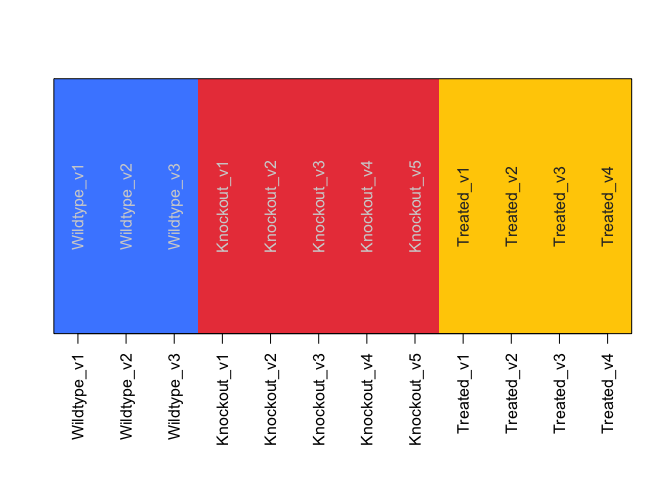 Wildtype_v1
Wildtype_v2
Wildtype_v3
Knockout_v1
Knockout_v2
Knockout_v3
Knockout_v4
Knockout_v5
Treated_v1
Treated_v2
Treated_v3
Treated_v4
Wildtype_v1
Wildtype_v2
Wildtype_v3
Knockout_v1
Knockout_v2
Knockout_v3
Knockout_v4
Knockout_v5
Treated_v1
Treated_v2
Treated_v3
Treated_v4